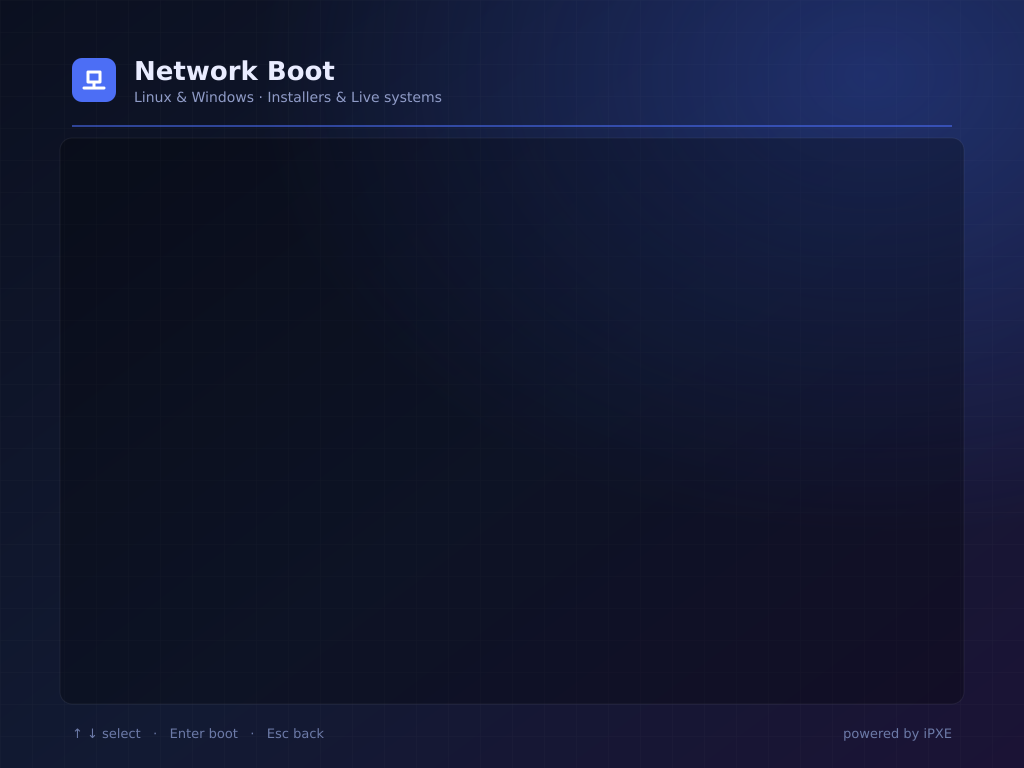 Network Boot
Linux & Windows · Installers & Live systems
↑ ↓ select · Enter boot · Esc back
powered by iPXE